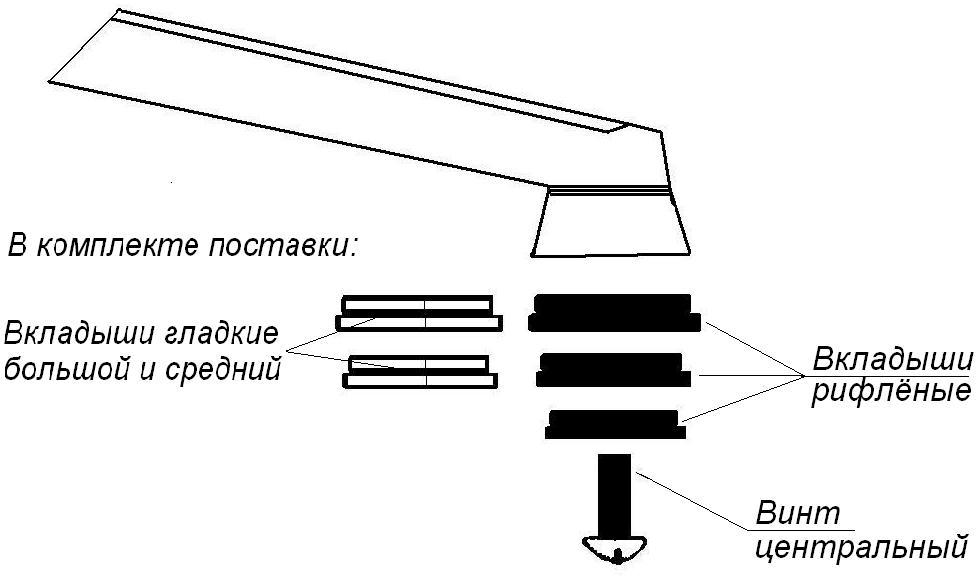 В комплекте поставки:
Вкладыши гладкие
большой и средний
Вкладыши
рифлёные
Винт
центральный